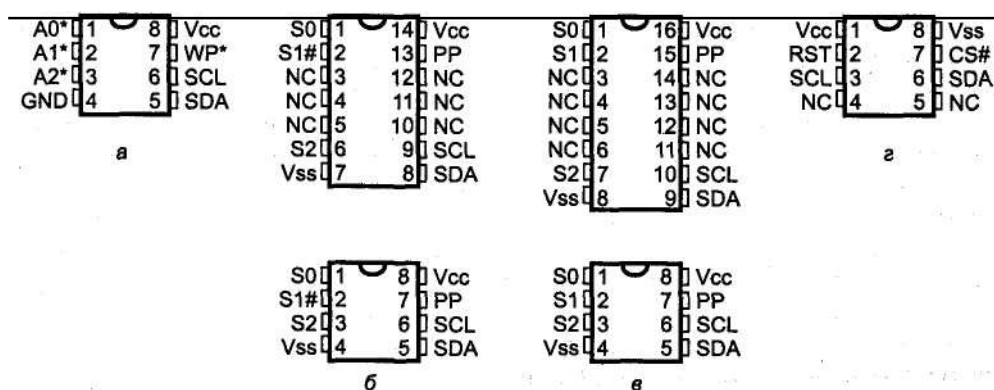 A0* 1 8 Vcc
A1* 2 7 WP*
A2* 3 6 SCL
GND 4 5 SDA
а
S0 1 14 Vcc
S1# 2 13 PP
NC 3 12 NC
NC 4 11 NC
NC 5 10 NC
S2 6 9 SCL
Vss 7 8 SDA
S0 1 8 Vcc
S1# 2 7 PP
S2 3 6 SCL
Vss 4 5 SDA
б
S0 1 16 Vcc
S1 2 15 PP
NC 3 14 NC
NC 4 13 NC
NC 5 12 NC
NC 6 11 NC
S2 7 10 SCL
Vss 8 9 SDA
S0 1 8 Vcc
S1 2 7 PP
S2 3 6 SCL
Vss 4 5 SDA
в
Vcc 1 8 Vss
RST 2 7 CS#
SCL 3 6 SDA
NC 4 5 NC
г